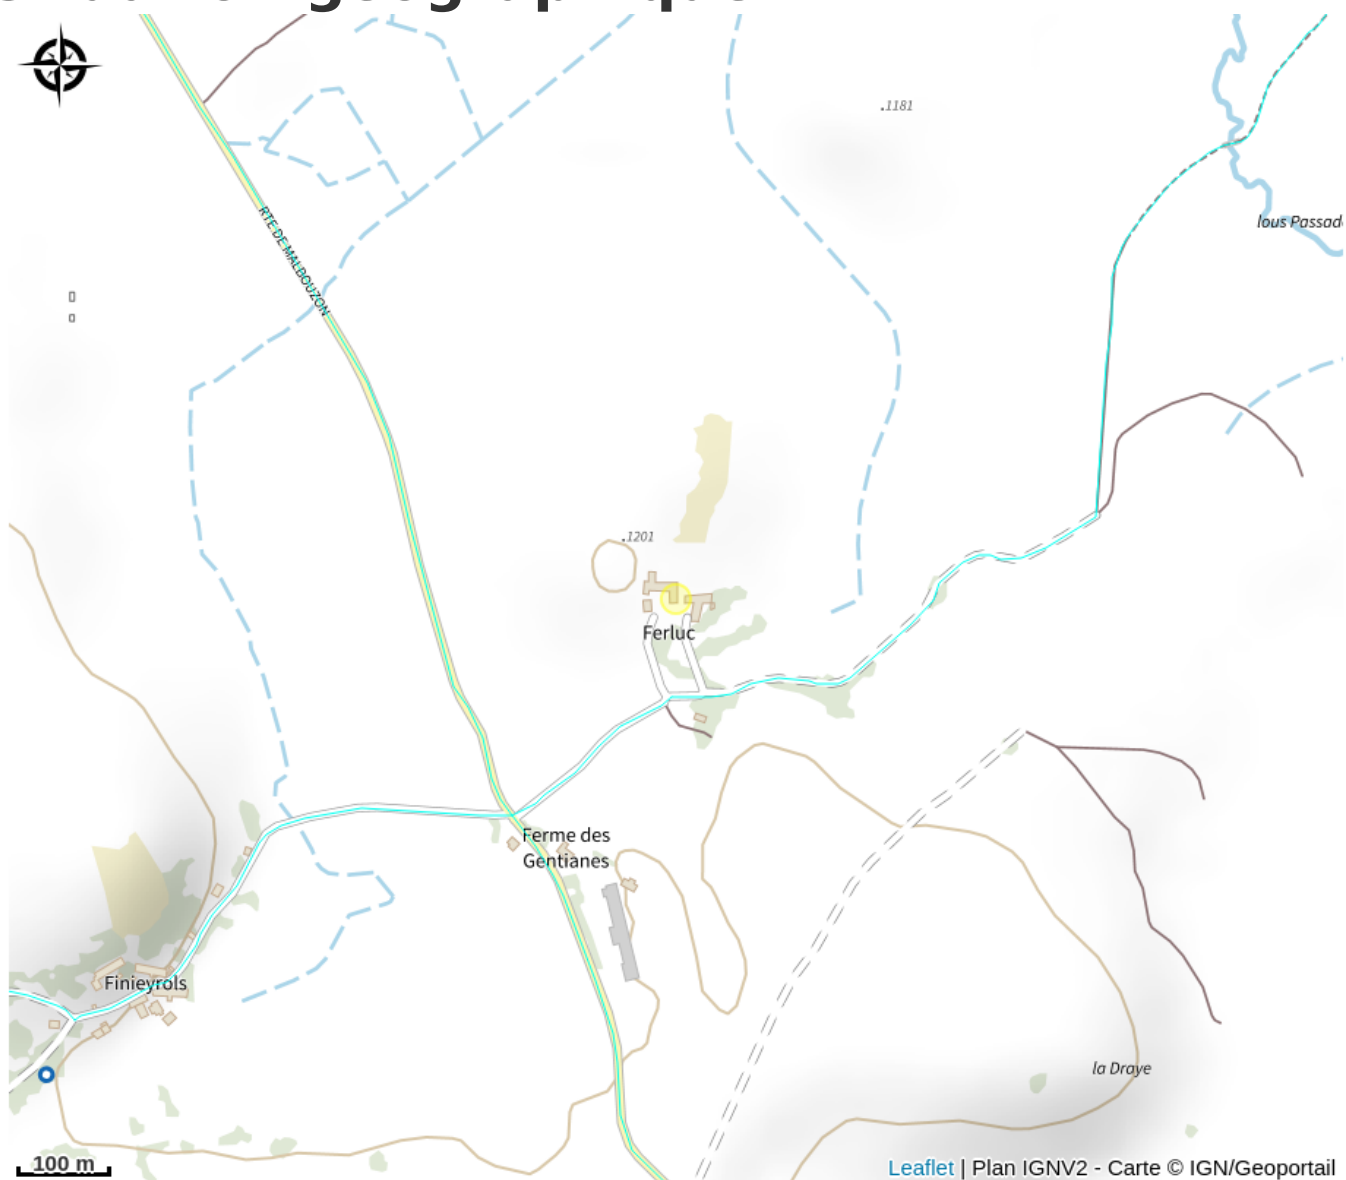 .1181
lous Passad
RTE DE MALBOUZON
.1201
Ferluc
Ferme des
Gentianes
Finieyrols
la Draye
100 m
Leaflet | Plan IGNV2 - Carte © IGN/Geoportail